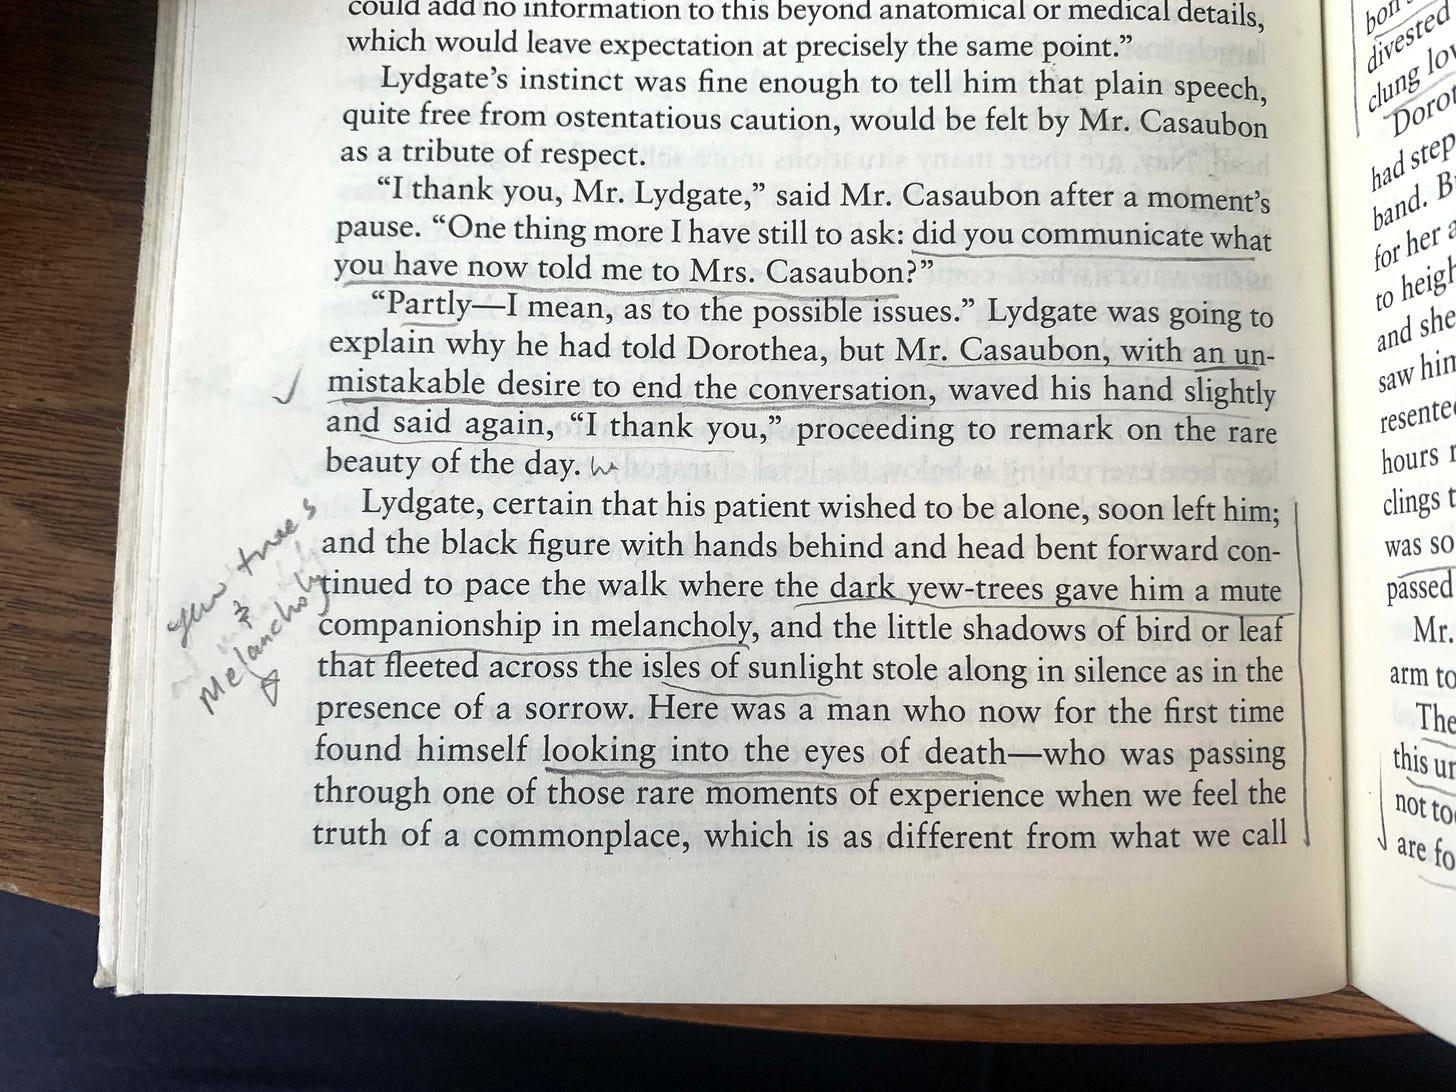 could add no information to this beyond anatomical or medical details,
which would leave expectation at precisely the same point.”
Lydgate’s instinct was fine enough to tell him that plain speech,
quite free from ostentatious caution, would be felt by Mr. Casaubon
as a tribute of respect.
“I thank you, Mr. Lydgate,” said Mr. Casaubon after a moment’s
pause. “One thing more I have still to ask: did you communicate what
you have now told me to Mrs. Casaubon?”
“Partly—I mean, as to the possible issues.” Lydgate was going to
explain why he had told Dorothea, but Mr. Casaubon, with an un-
mistakable desire to end the conversation, waved his hand slightly
and said again, “I thank you,” proceeding to remark on the rare
beauty of the day.
Lydgate, certain that his patient wished to be alone, soon left him;
and the black figure with hands behind and head bent forward con-
tinued to pace the walk where the dark yew-trees gave him a mute
companionship in melancholy, and the little shadows of bird or leaf
that fleeted across the isles of sunlight stole along in silence as in the
presence of a sorrow. Here was a man who now for the first time
found himself looking into the eyes of death—who was passing
through one of those rare moments of experience when we feel the
truth of a commonplace, which is as different from what we call
yew trees
&
Melancholy
bon
divested
clung lov
Dorot
had step
band. B
for her a
to heigh
and she
saw him
resented
hours r
clings t
was so
passed
Mr.
arm to
The
this un
not to
are fo